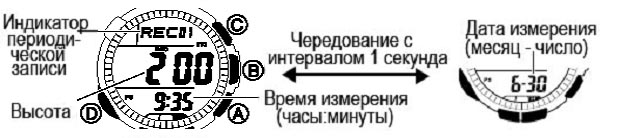 Индикатор
периоди-
ческой
записи
Высота
REC
200
9:35
C
B
A
D
Чередование с
интервалом 1 секунда
Время измерения
(часы:минуты)
Дата измерения
(месяц - число)
6-30